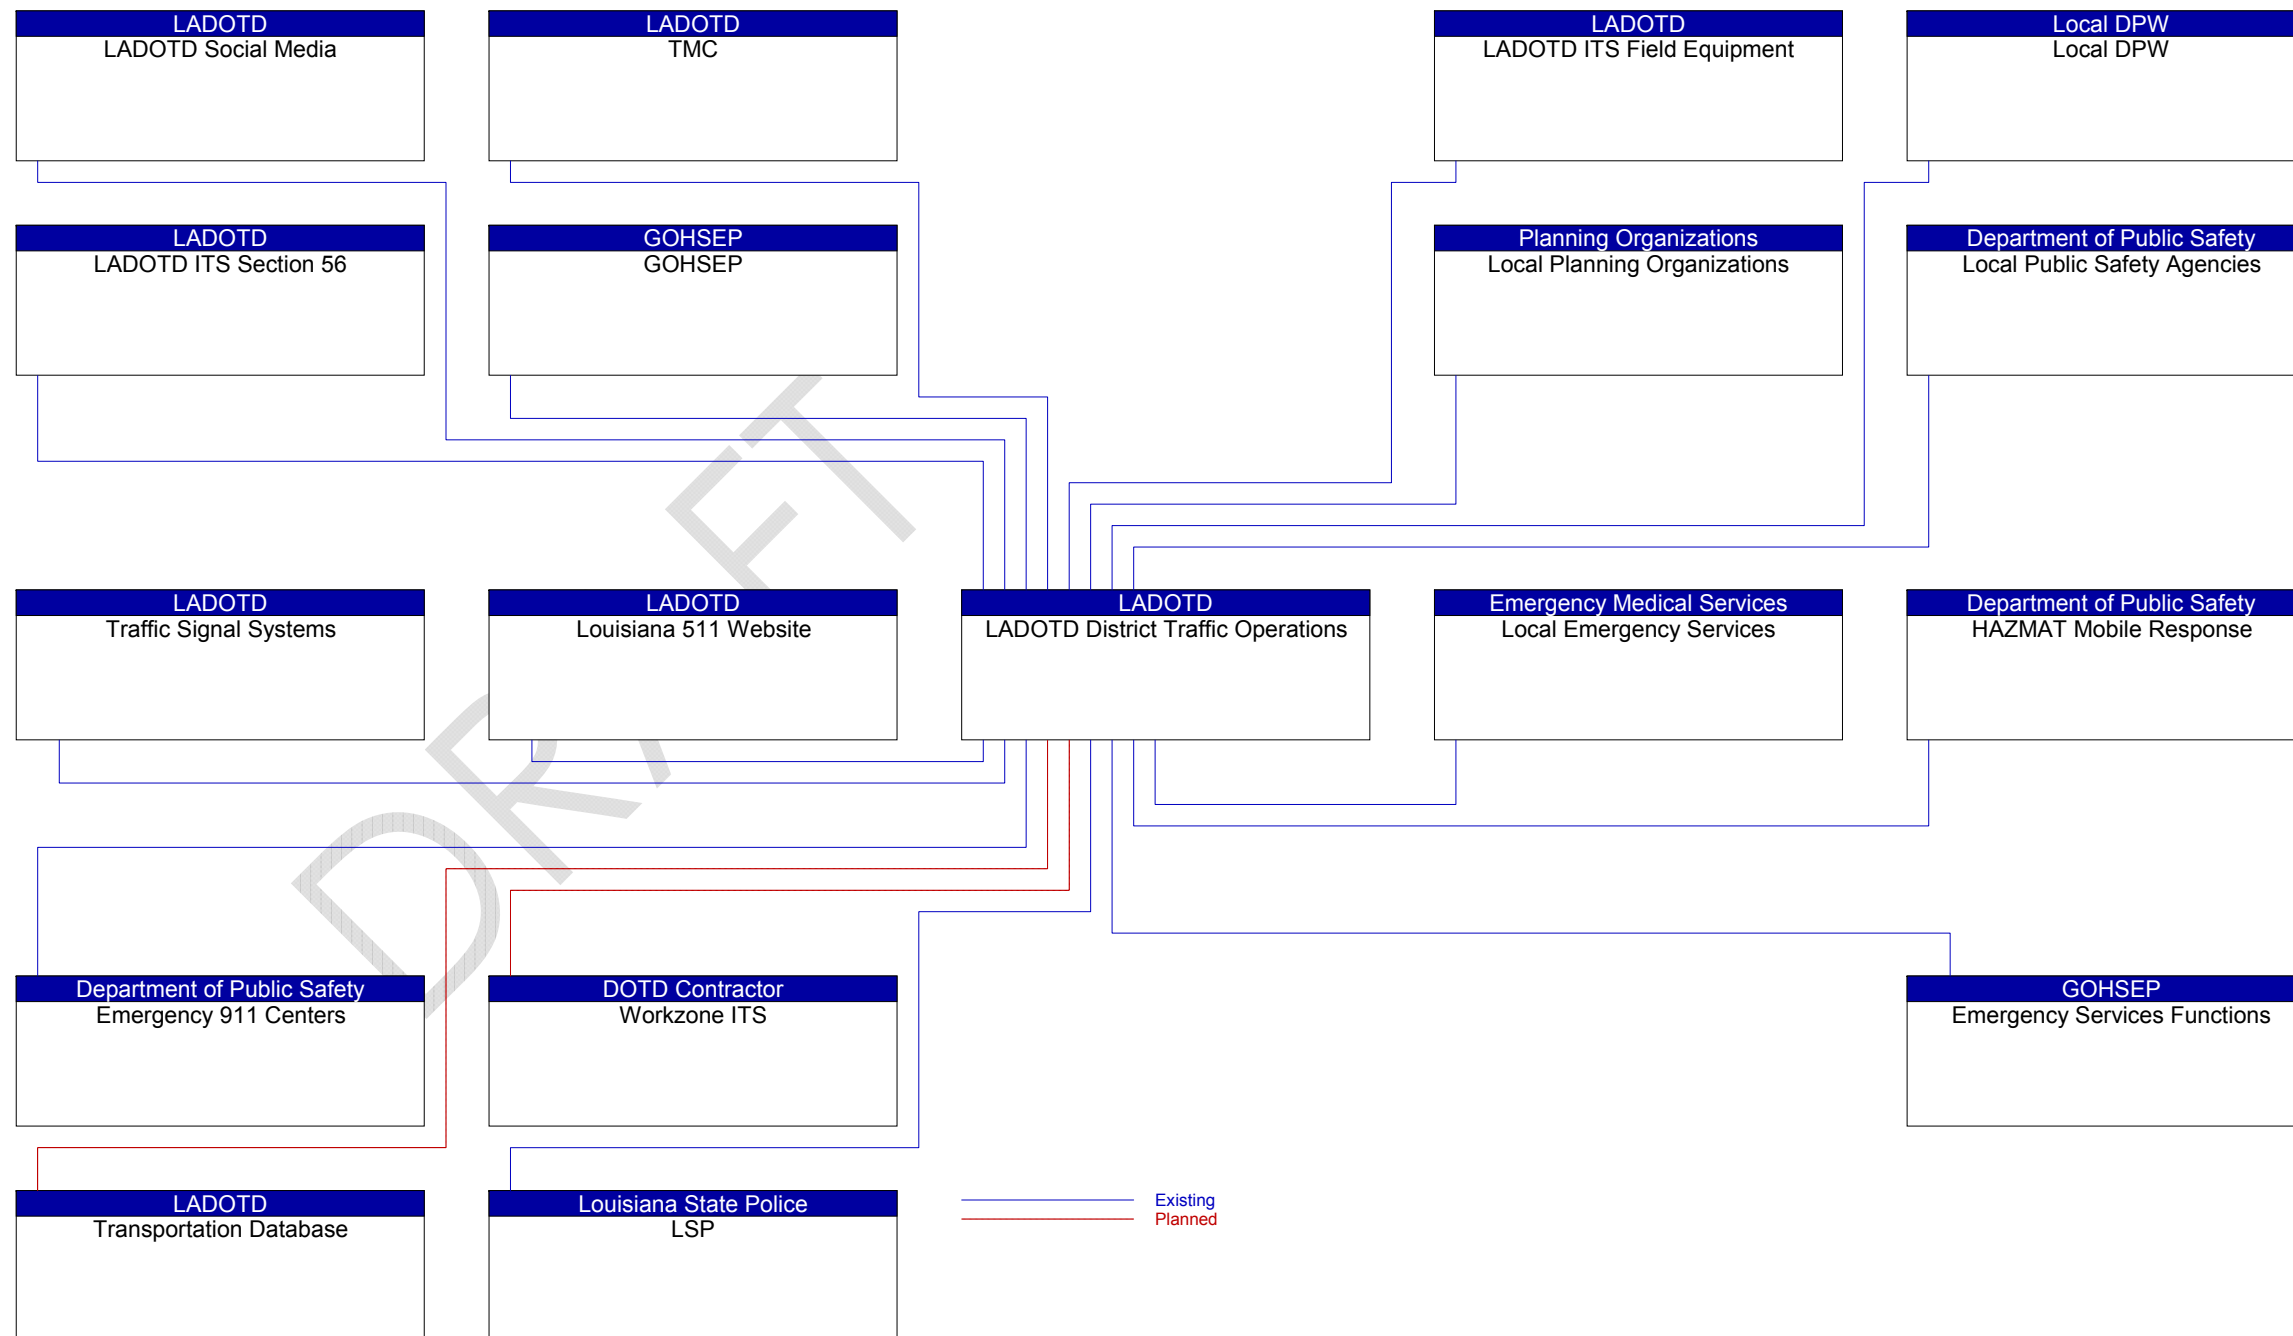 LADOTD
LADOTD Social Media
LADOTD
TMC
LADOTD
LADOTD ITS Field Equipment
Local DPW
Local DPW
LADOTD
LADOTD ITS Section 56
GOHSEP
GOHSEP
Planning Organizations
Local Planning Organizations
Department of Public Safety
Local Public Safety Agencies
LADOTD
Traffic Signal Systems
LADOTD
Louisiana 511 Website
LADOTD
LADOTD District Traffic Operations
Emergency Medical Services
Local Emergency Services
Department of Public Safety
HAZMAT Mobile Response
DRAFT
Department of Public Safety
Emergency 911 Centers
DOTD Contractor
Workzone ITS
GOHSEP
Emergency Services Functions
LADOTD
Transportation Database
Louisiana State Police
LSP
Existing
Planned